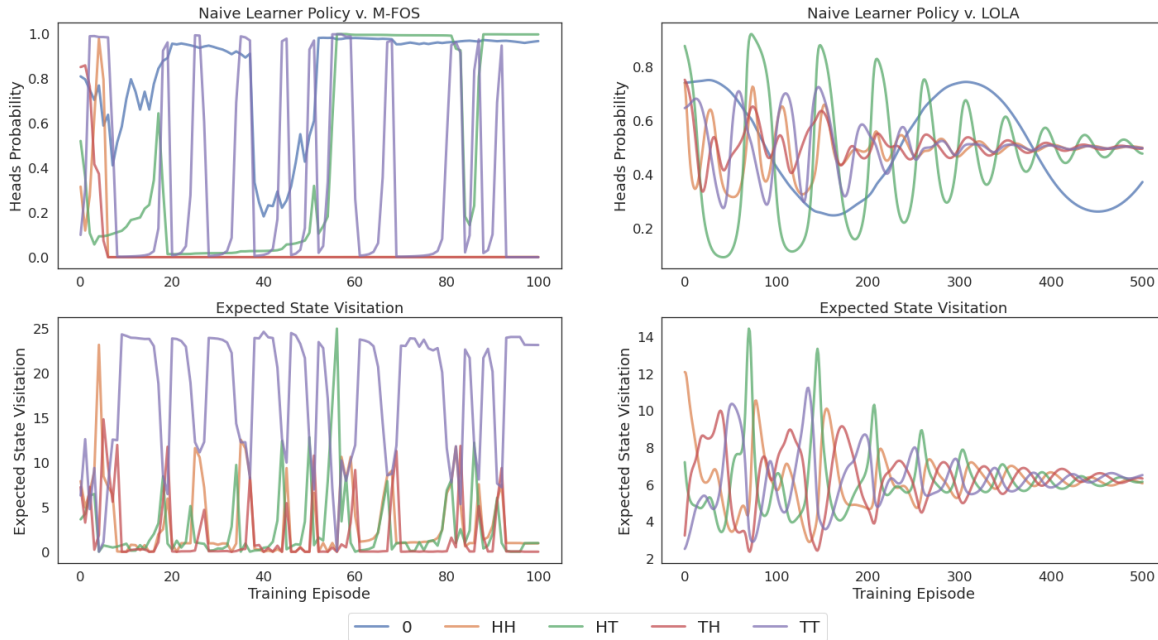 Naive Learner Policy v. M-FOS
Heads Probability
1.0
0.8
0.6
0.4
0.2
0.0
0 20 40 60 80 100
Naive Learner Policy v. LOLA
Heads Probability
0.8
0.6
0.4
0.2
0 100 200 300 400 500
Expected State Visitation
Expected State Visitation
25
20
15
10
5
0
0 20 40 60 80 100
Training Episode
Expected State Visitation
Expected State Visitation
14
12
10
8
6
4
2
0 100 200 300 400 500
Training Episode
0 HH HT TH TT